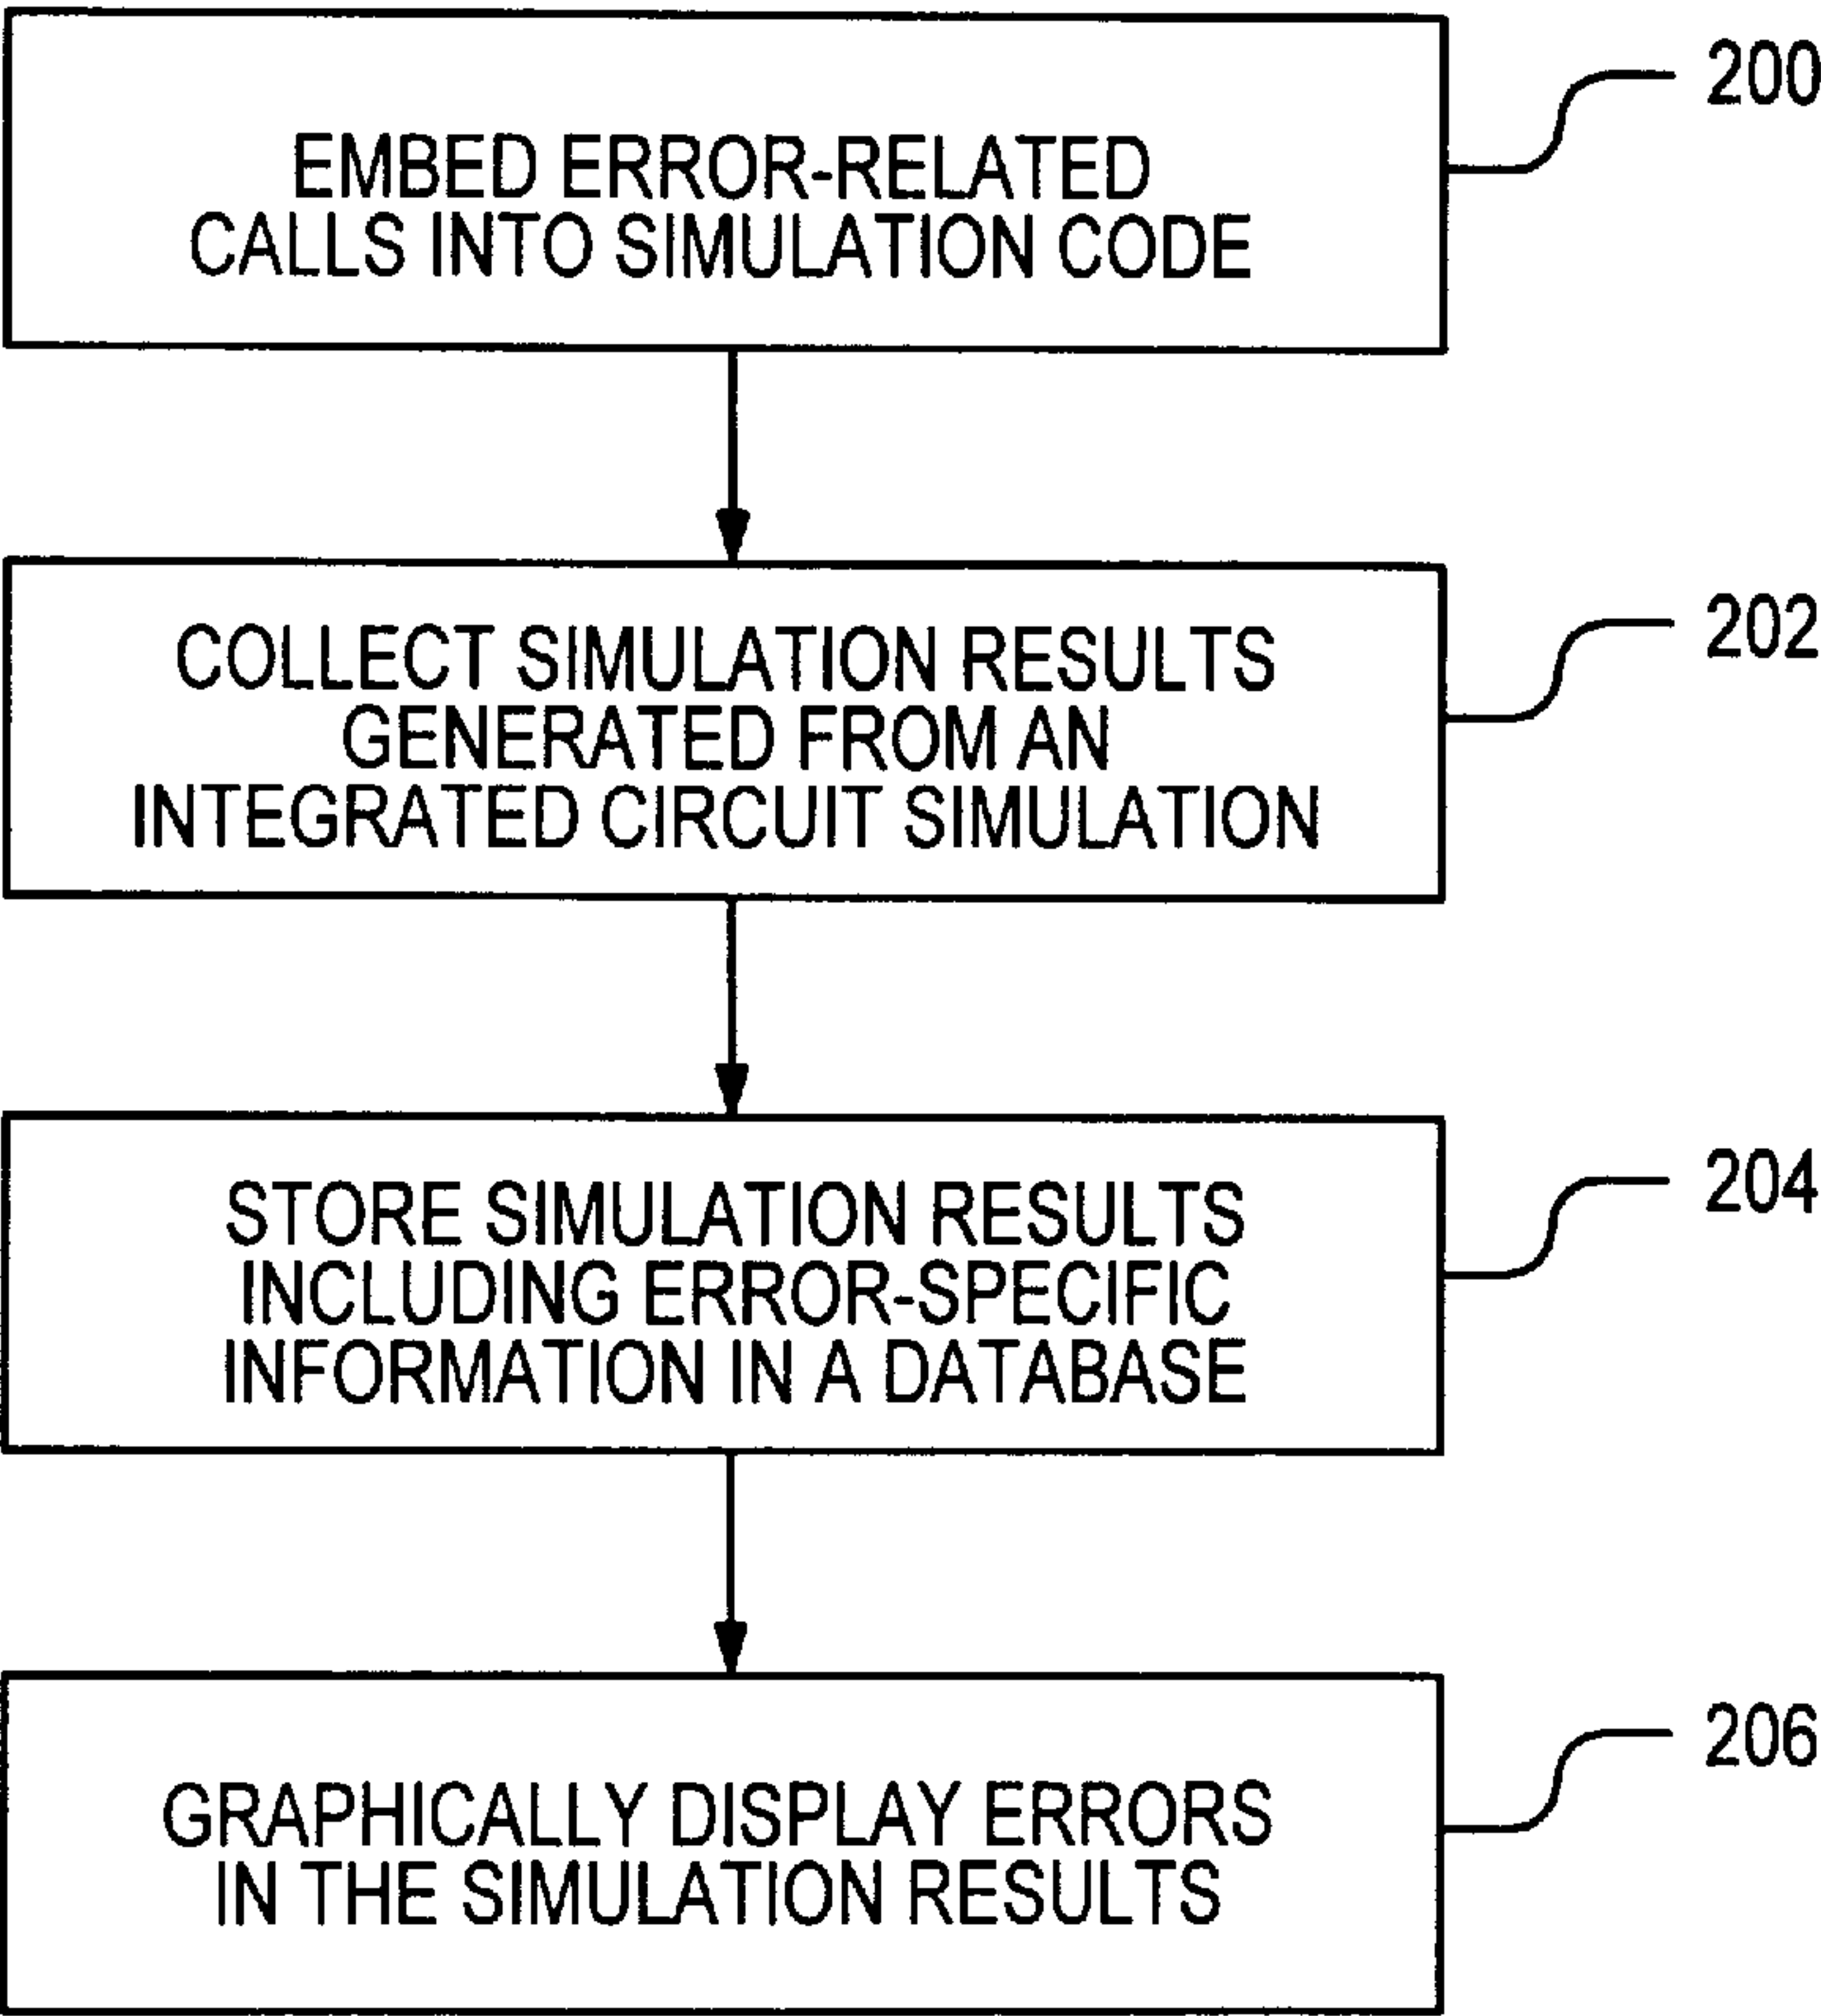 200
EMBED ERROR-RELATED
CALLS INTO SIMULATION CODE
202
COLLECT SIMULATION RESULTS
GENERATED FROM AN
INTEGRATED CIRCUIT SIMULATION
204
STORE SIMULATION RESULTS
INCLUDING ERROR-SPECIFIC
INFORMATION IN A DATABASE
206
GRAPHICALLY DISPLAY ERRORS
IN THE SIMULATION RESULTS